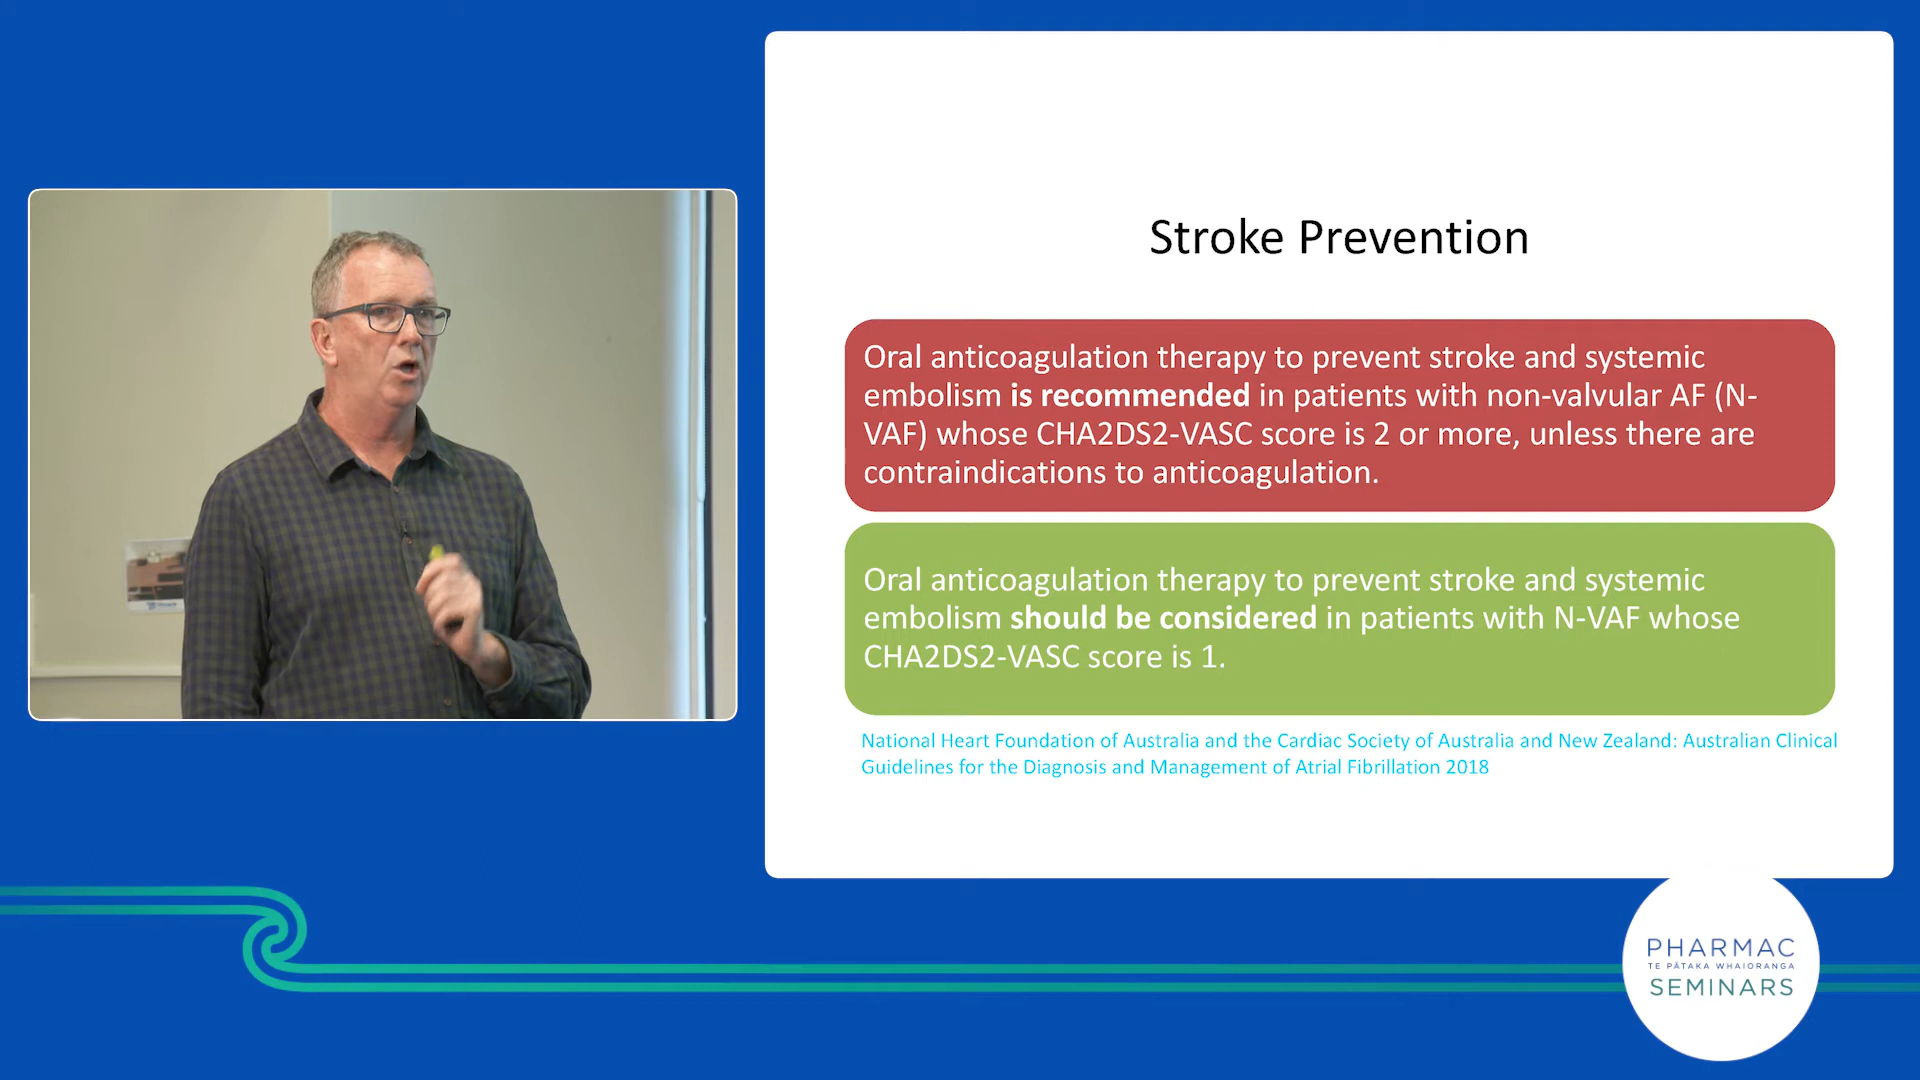 Stroke Prevention
Oral anticoagulation therapy to prevent stroke and systemic
embolism is recommended in patients with non-valvular AF (N-
VAF) whose CHA2DS2-VASC score is 2 or more, unless there are
contraindications to anticoagulation.
Oral anticoagulation therapy to prevent stroke and systemic
embolism should be considered in patients with N-VAF whose
CHA2DS2-VASC score is 1.
National Heart Foundation of Australia and the Cardiac Society of Australia and New Zealand: Australian Clinical
Guidelines for the Diagnosis and Management of Atrial Fibrillation 2018
PHARMAC
TE PĀTAKA WHAIORANGA
SEMINARS